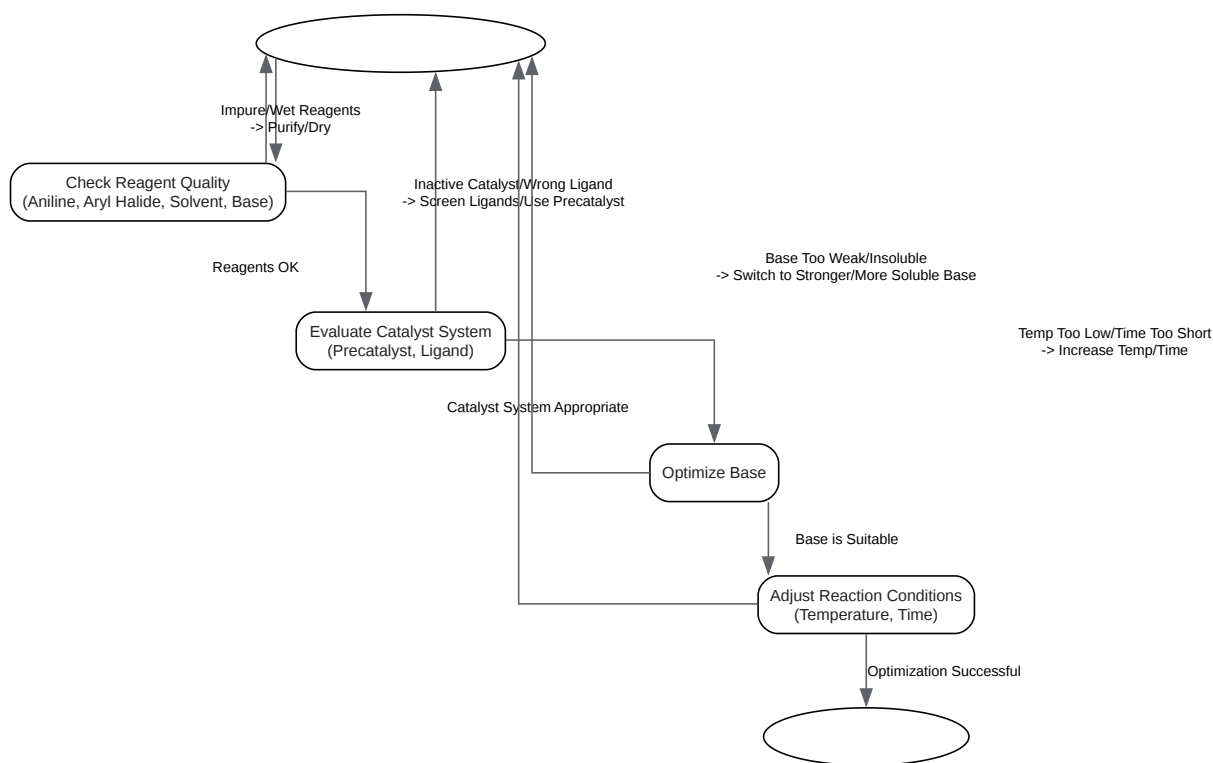 Impure/Wet Reagents
-> Purify/Dry
Check Reagent Quality
(Aniline, Aryl Halide, Solvent, Base)
Inactive Catalyst/Wrong Ligand
-> Screen Ligands/Use Precatalyst
Reagents OK
Base Too Weak/Insoluble
-> Switch to Stronger/More Soluble Base
Evaluate Catalyst System
(Precatalyst, Ligand)
Temp Too Low/Time Too Short
-> Increase Temp/Time
Catalyst System Appropriate
Optimize Base
Base is Suitable
Adjust Reaction Conditions
(Temperature, Time)
Optimization Successful